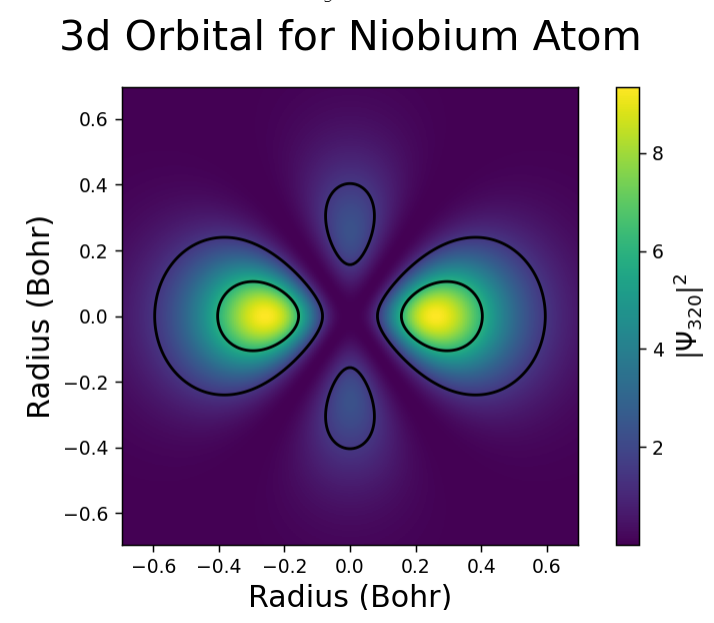 3d Orbital for Niobium Atom
0.6
0.4
0.2
0.0
−0.2
−0.4
−0.6
Radius (Bohr)
−0.6 −0.4 −0.2 0.0 0.2 0.4 0.6
Radius (Bohr)
8
6
4
2
|Ψ₃₂₀|²